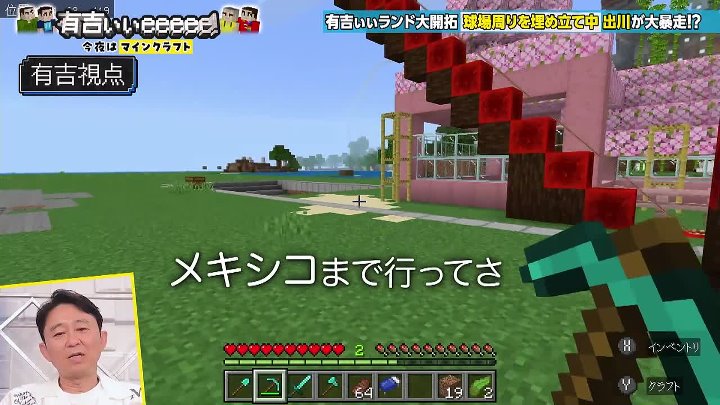 有吉ぃぃeeeee!
今夜は マインクラフト
有吉ぃぃランド大開拓 球場周りを埋め立て中 出川が大暴走!?
有吉視点
メキシコまで行ってさ
2
64
19
2
X インベントリ
Y クラフト